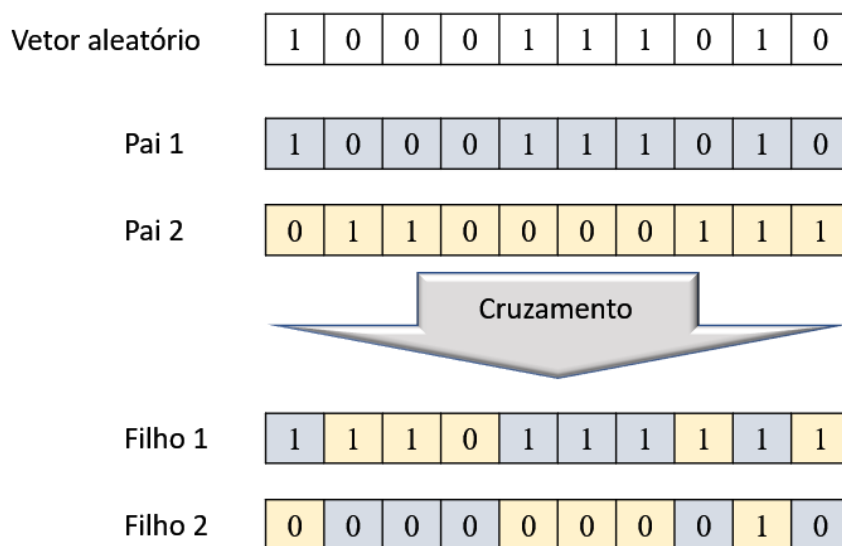 Vetor aleatório 1 0 0 0 1 1 1 0 1 0
Pai 1 1 0 0 0 1 1 1 0 1 0
Pai 2 0 1 1 0 0 0 0 1 1 1
Cruzamento
Filho 1 1 1 1 0 1 1 1 1 1 1
Filho 2 0 0 0 0 0 0 0 0 1 0